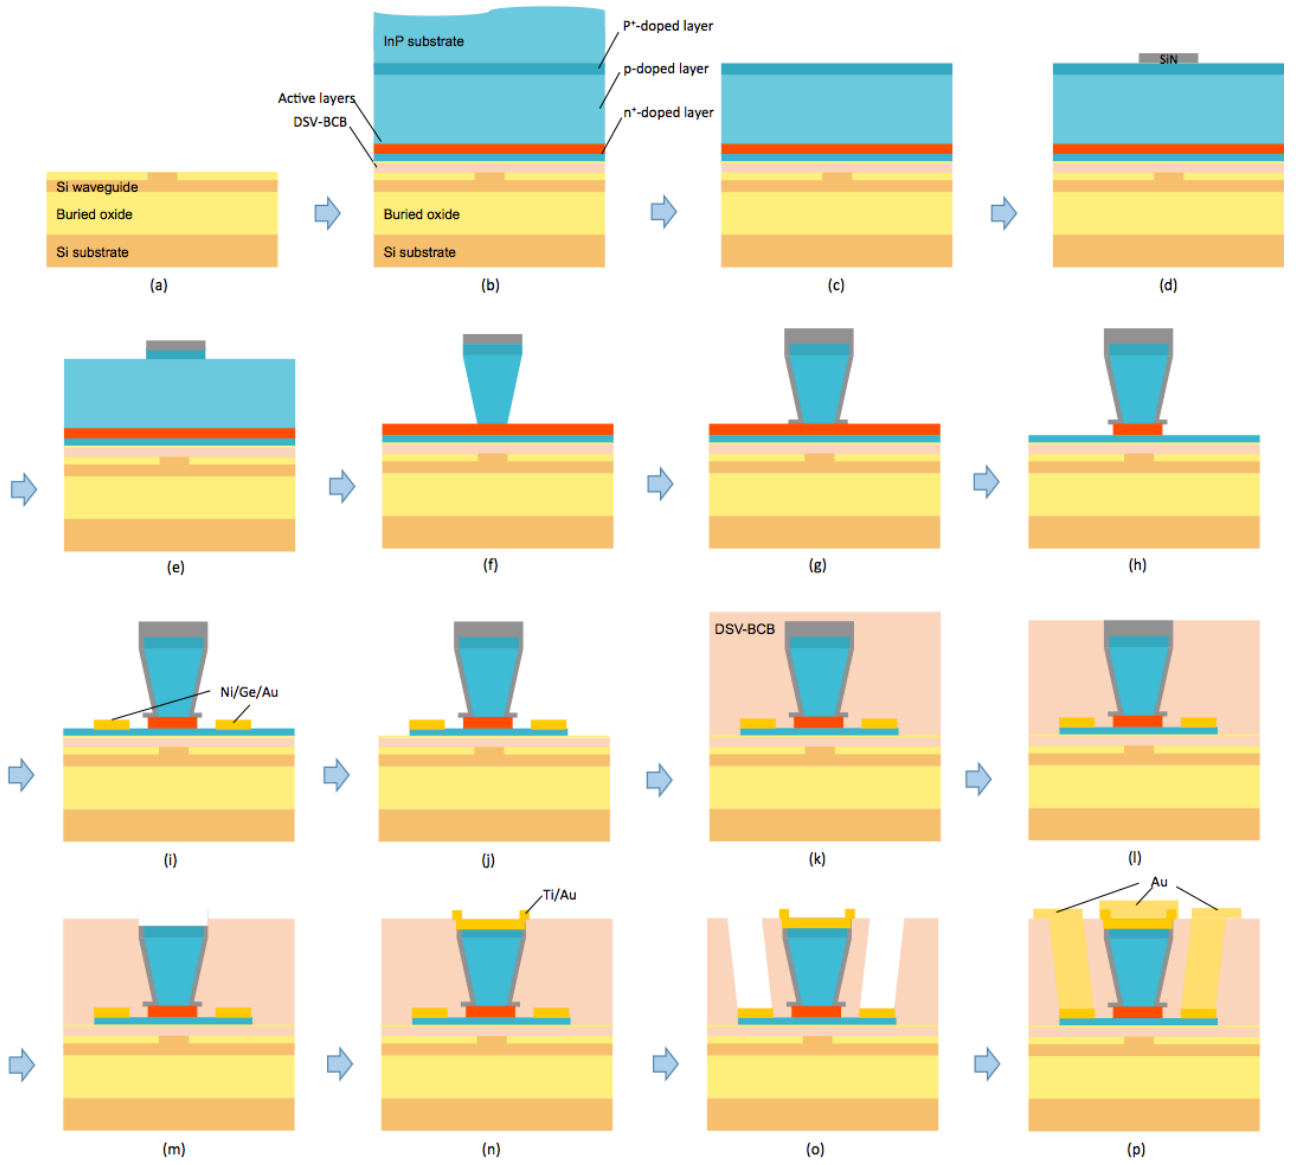 InP substrate
P⁺-doped layer
p-doped layer
Active layers
DSV-BCB
n⁺-doped layer
SiN
Si waveguide
Buried oxide
Si substrate
Buried oxide
Si substrate
(a)
(b)
(c)
(d)
(e)
(f)
(g)
(h)
Ni/Ge/Au
DSV-BCB
(i)
(j)
(k)
(l)
Ti/Au
Au
(m)
(n)
(o)
(p)